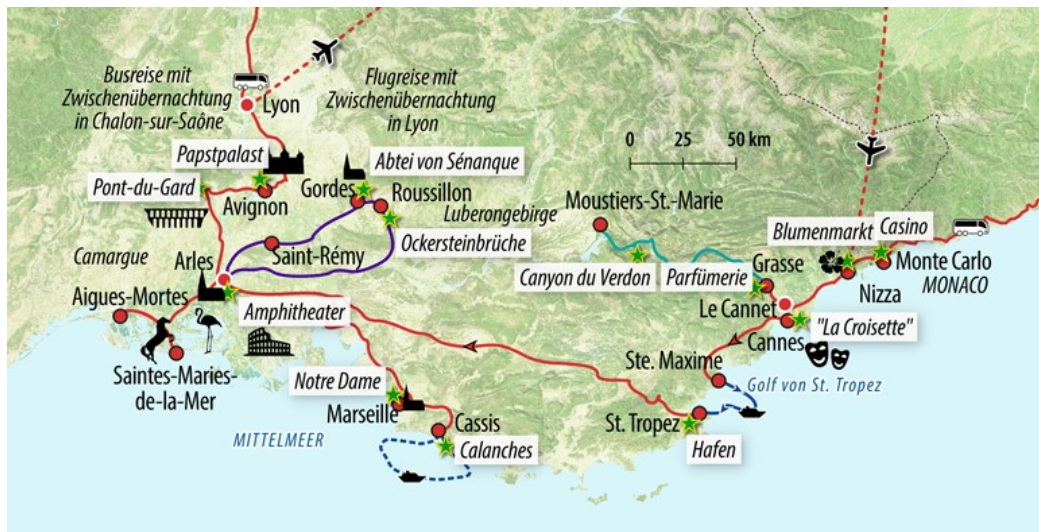 Busreise mit
Zwischenübernachtung
in Chalon-sur-Saône
Flugreise mit
Zwischenübernachtung
in Lyon
Lyon
0 25 50 km
Papstpalast
Abtei von Sénanque
Pont-du-Gard
Gordes
Roussillon
Avignon
Luberongebirge
Moustiers-St.-Marie
Ockersteinbrüche
Blumenmarkt
Casino
Camargue
Saint-Rémy
Arles
Canyon du Verdon
Parfümerie
Grasse
Monte Carlo
MONACO
Nizza
Aigues-Mortes
Amphitheater
Le Cannet
"La Croisette"
Cannes
Saintes-Maries-
de-la-Mer
Ste. Maxime
Golf von St. Tropez
Notre Dame
Marseille
Cassis
St. Tropez
MITTELMEER
Calanches
Hafen